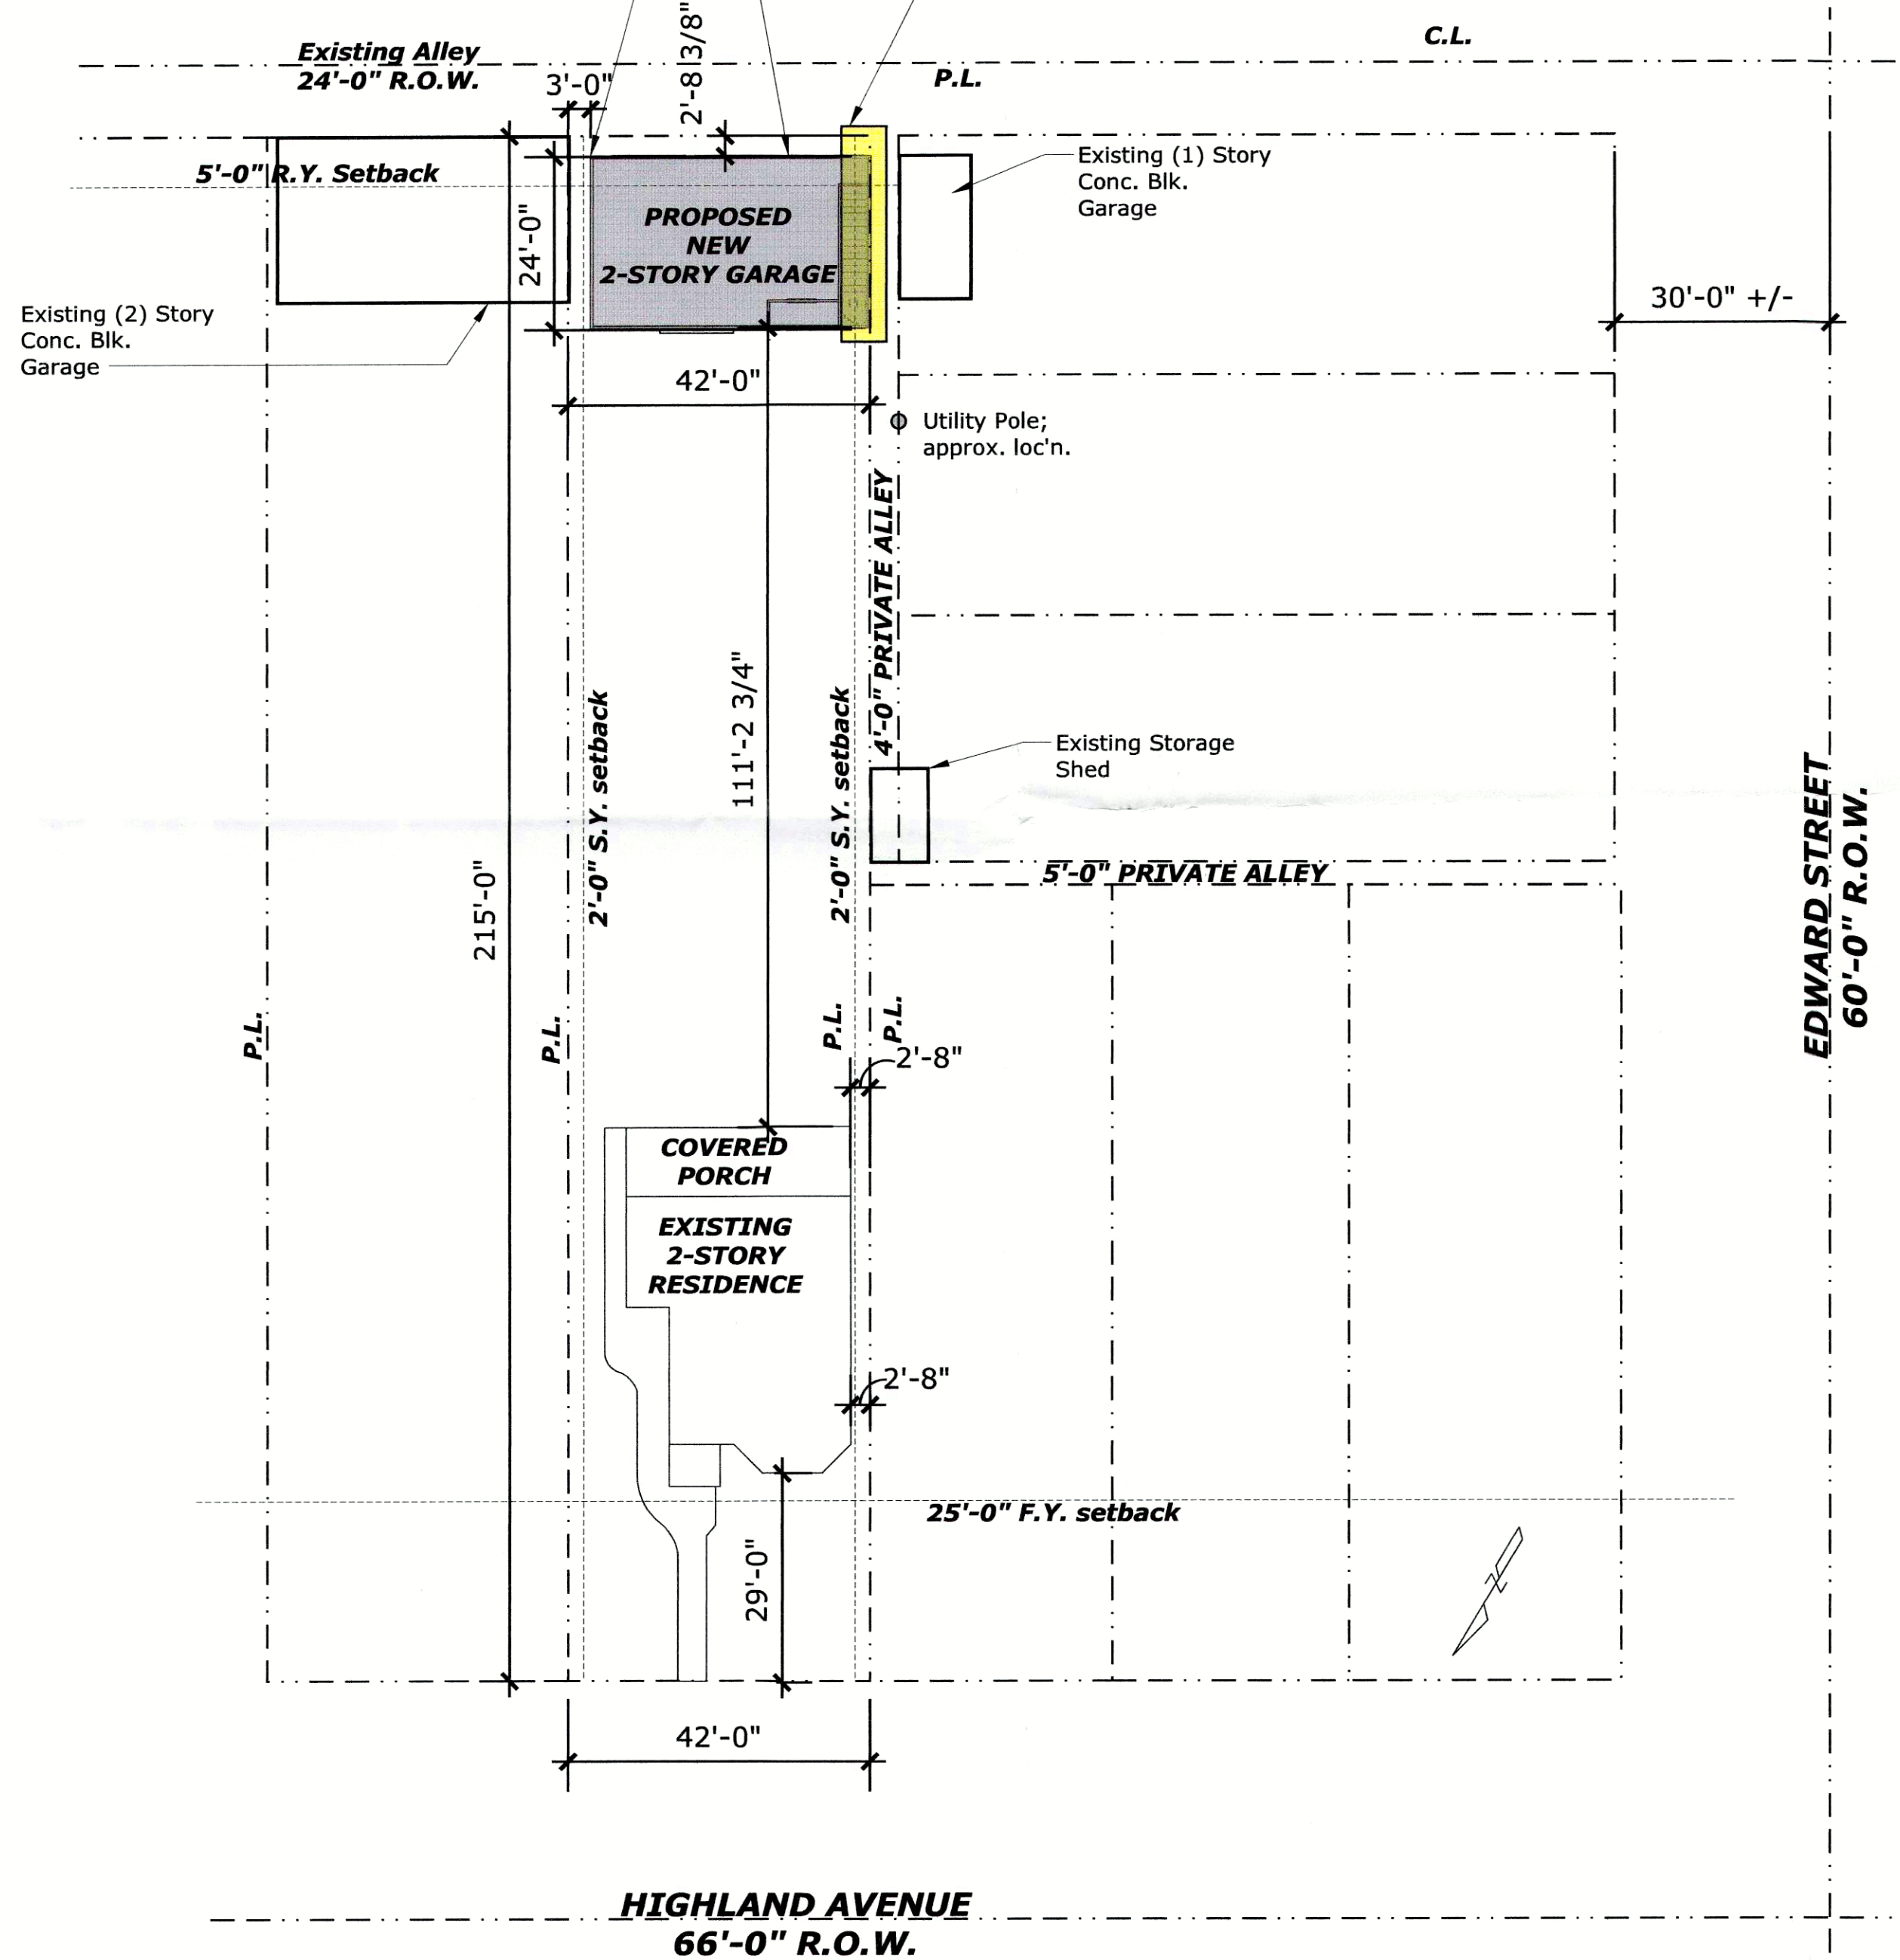 C.L.
Existing Alley
24'-0" R.O.W.
P.L.
3'-0"
2'-8 3/8"
5'-0" R.Y. Setback
PROPOSED
NEW
2-STORY GARAGE
24'-0"
Existing (1) Story
Conc. Blk.
Garage
30'-0" +/-
Existing (2) Story
Conc. Blk.
Garage
42'-0"
Utility Pole;
approx. loc'n.
4'-0" PRIVATE ALLEY
111'-2 3/4"
2'-0" S.Y. setback
2'-0" S.Y. setback
Existing Storage
Shed
5'-0" PRIVATE ALLEY
215'-0"
EDWARD STREET
60'-0" R.O.W.
P.L.
P.L.
P.L.
P.L.
2'-8"
COVERED
PORCH
EXISTING
2-STORY
RESIDENCE
2'-8"
25'-0" F.Y. setback
29'-0"
N
42'-0"
HIGHLAND AVENUE
66'-0" R.O.W.